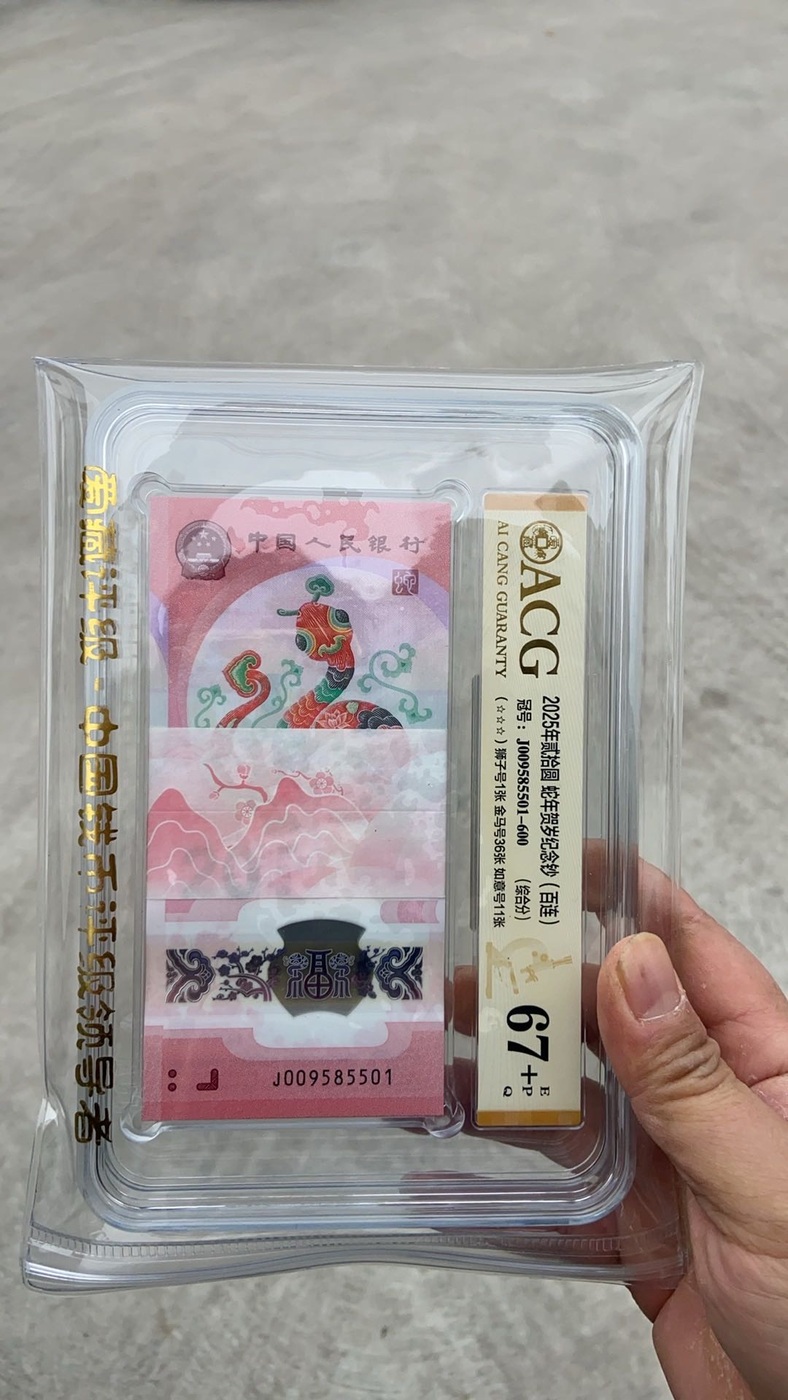 中国人民银行
蛇
福
J009585501
ACG
AI CANG GUARANTY
2025年贰拾圆 蛇年贺岁纪念钞（百连）
冠号：J009585501-600 （综合分）
（☆☆☆）狮子号1张 金马号36张 如意号11张
67+
E
P
Q
爱藏评级-中国钱币评级领导者